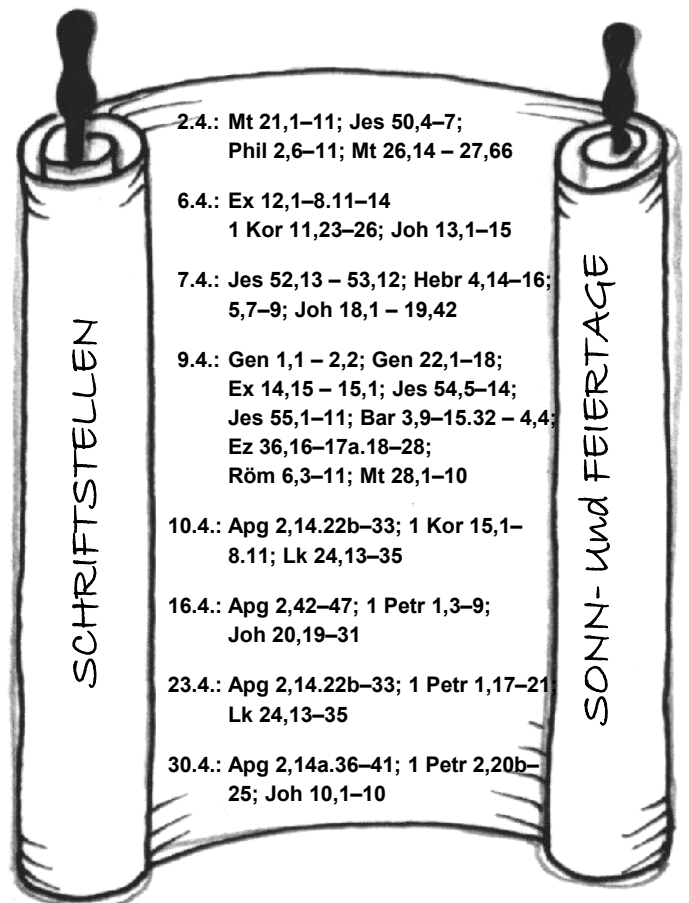 SCHRIFTSTELLEN
2.4.: Mt 21,1–11; Jes 50,4–7;
Phil 2,6–11; Mt 26,14 – 27,66
6.4.: Ex 12,1–8.11–14
1 Kor 11,23–26; Joh 13,1–15
7.4.: Jes 52,13 – 53,12; Hebr 4,14–16;
5,7–9; Joh 18,1 – 19,42
9.4.: Gen 1,1 – 2,2; Gen 22,1–18;
Ex 14,15 – 15,1; Jes 54,5–14;
Jes 55,1–11; Bar 3,9–15.32 – 4,4;
Ez 36,16–17a.18–28;
Röm 6,3–11; Mt 28,1–10
10.4.: Apg 2,14.22b–33; 1 Kor 15,1–
8.11; Lk 24,13–35
16.4.: Apg 2,42–47; 1 Petr 1,3–9;
Joh 20,19–31
23.4.: Apg 2,14.22b–33; 1 Petr 1,17–21;
Lk 24,13–35
30.4.: Apg 2,14a.36–41; 1 Petr 2,20b–
25; Joh 10,1–10
SONN- und FEIERTAGE